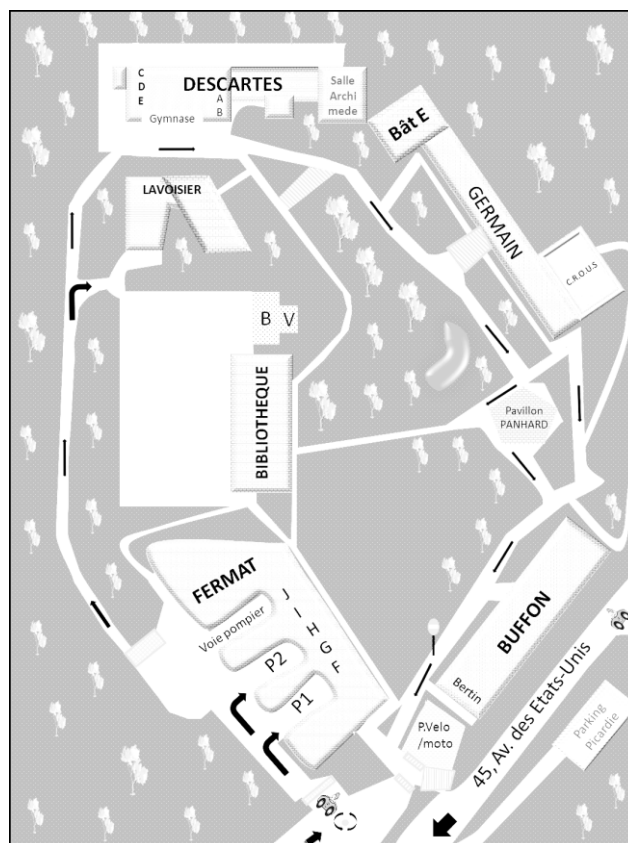 C
D
E
DESCARTES
A
B
Gymnase
Salle
Archi
mede
Bât E
GERMAIN
C.R.O.U.S
LAVOISIER
B
V
BIBLIOTHEQUE
Pavillon
PANHARD
FERMAT
Voie pompier
P2
P1
J
I
H
G
F
BUFFON
Bertin
P.Velo
/moto
45, Av. des Etats-Unis
Parking
Picardie